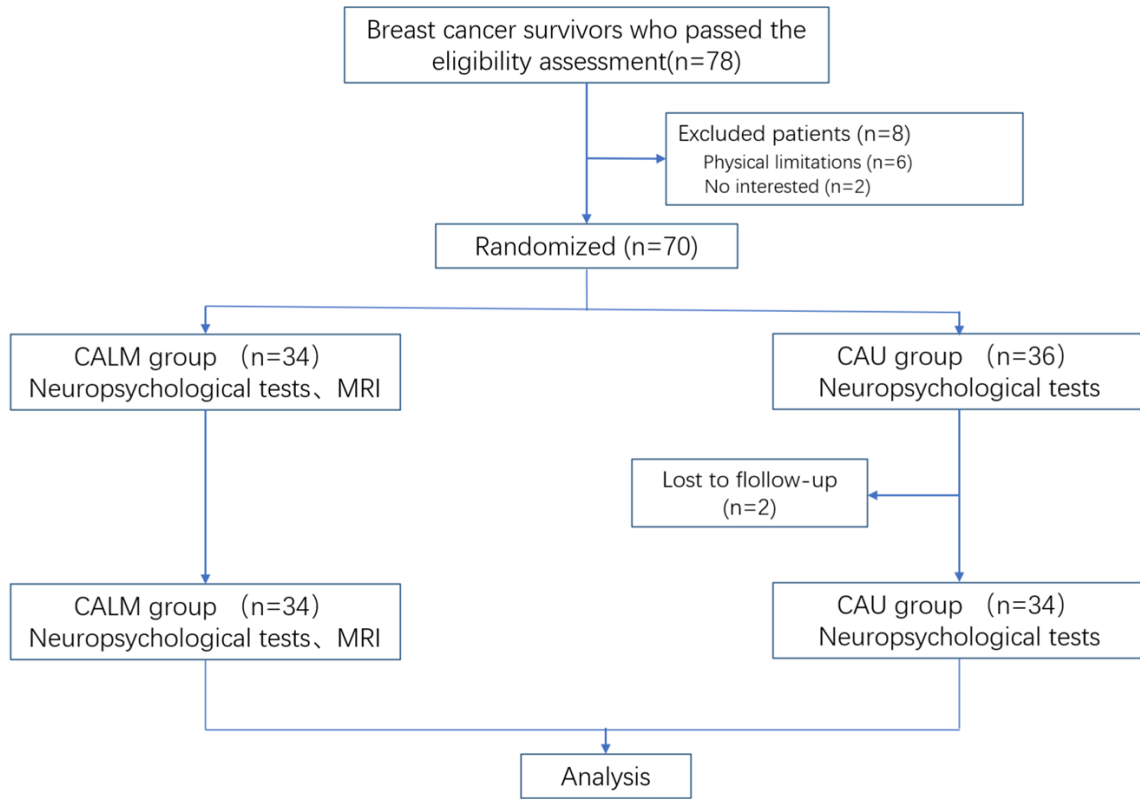 Breast cancer survivors who passed the
eligibility assessment(n=78)
Excluded patients (n=8)
Physical limitations (n=6)
No interested (n=2)
Randomized (n=70)
CALM group （n=34)
Neuropsychological tests、MRI
CAU group （n=36)
Neuropsychological tests
Lost to flollow-up
(n=2)
CALM group （n=34)
Neuropsychological tests、MRI
CAU group （n=34)
Neuropsychological tests
Analysis